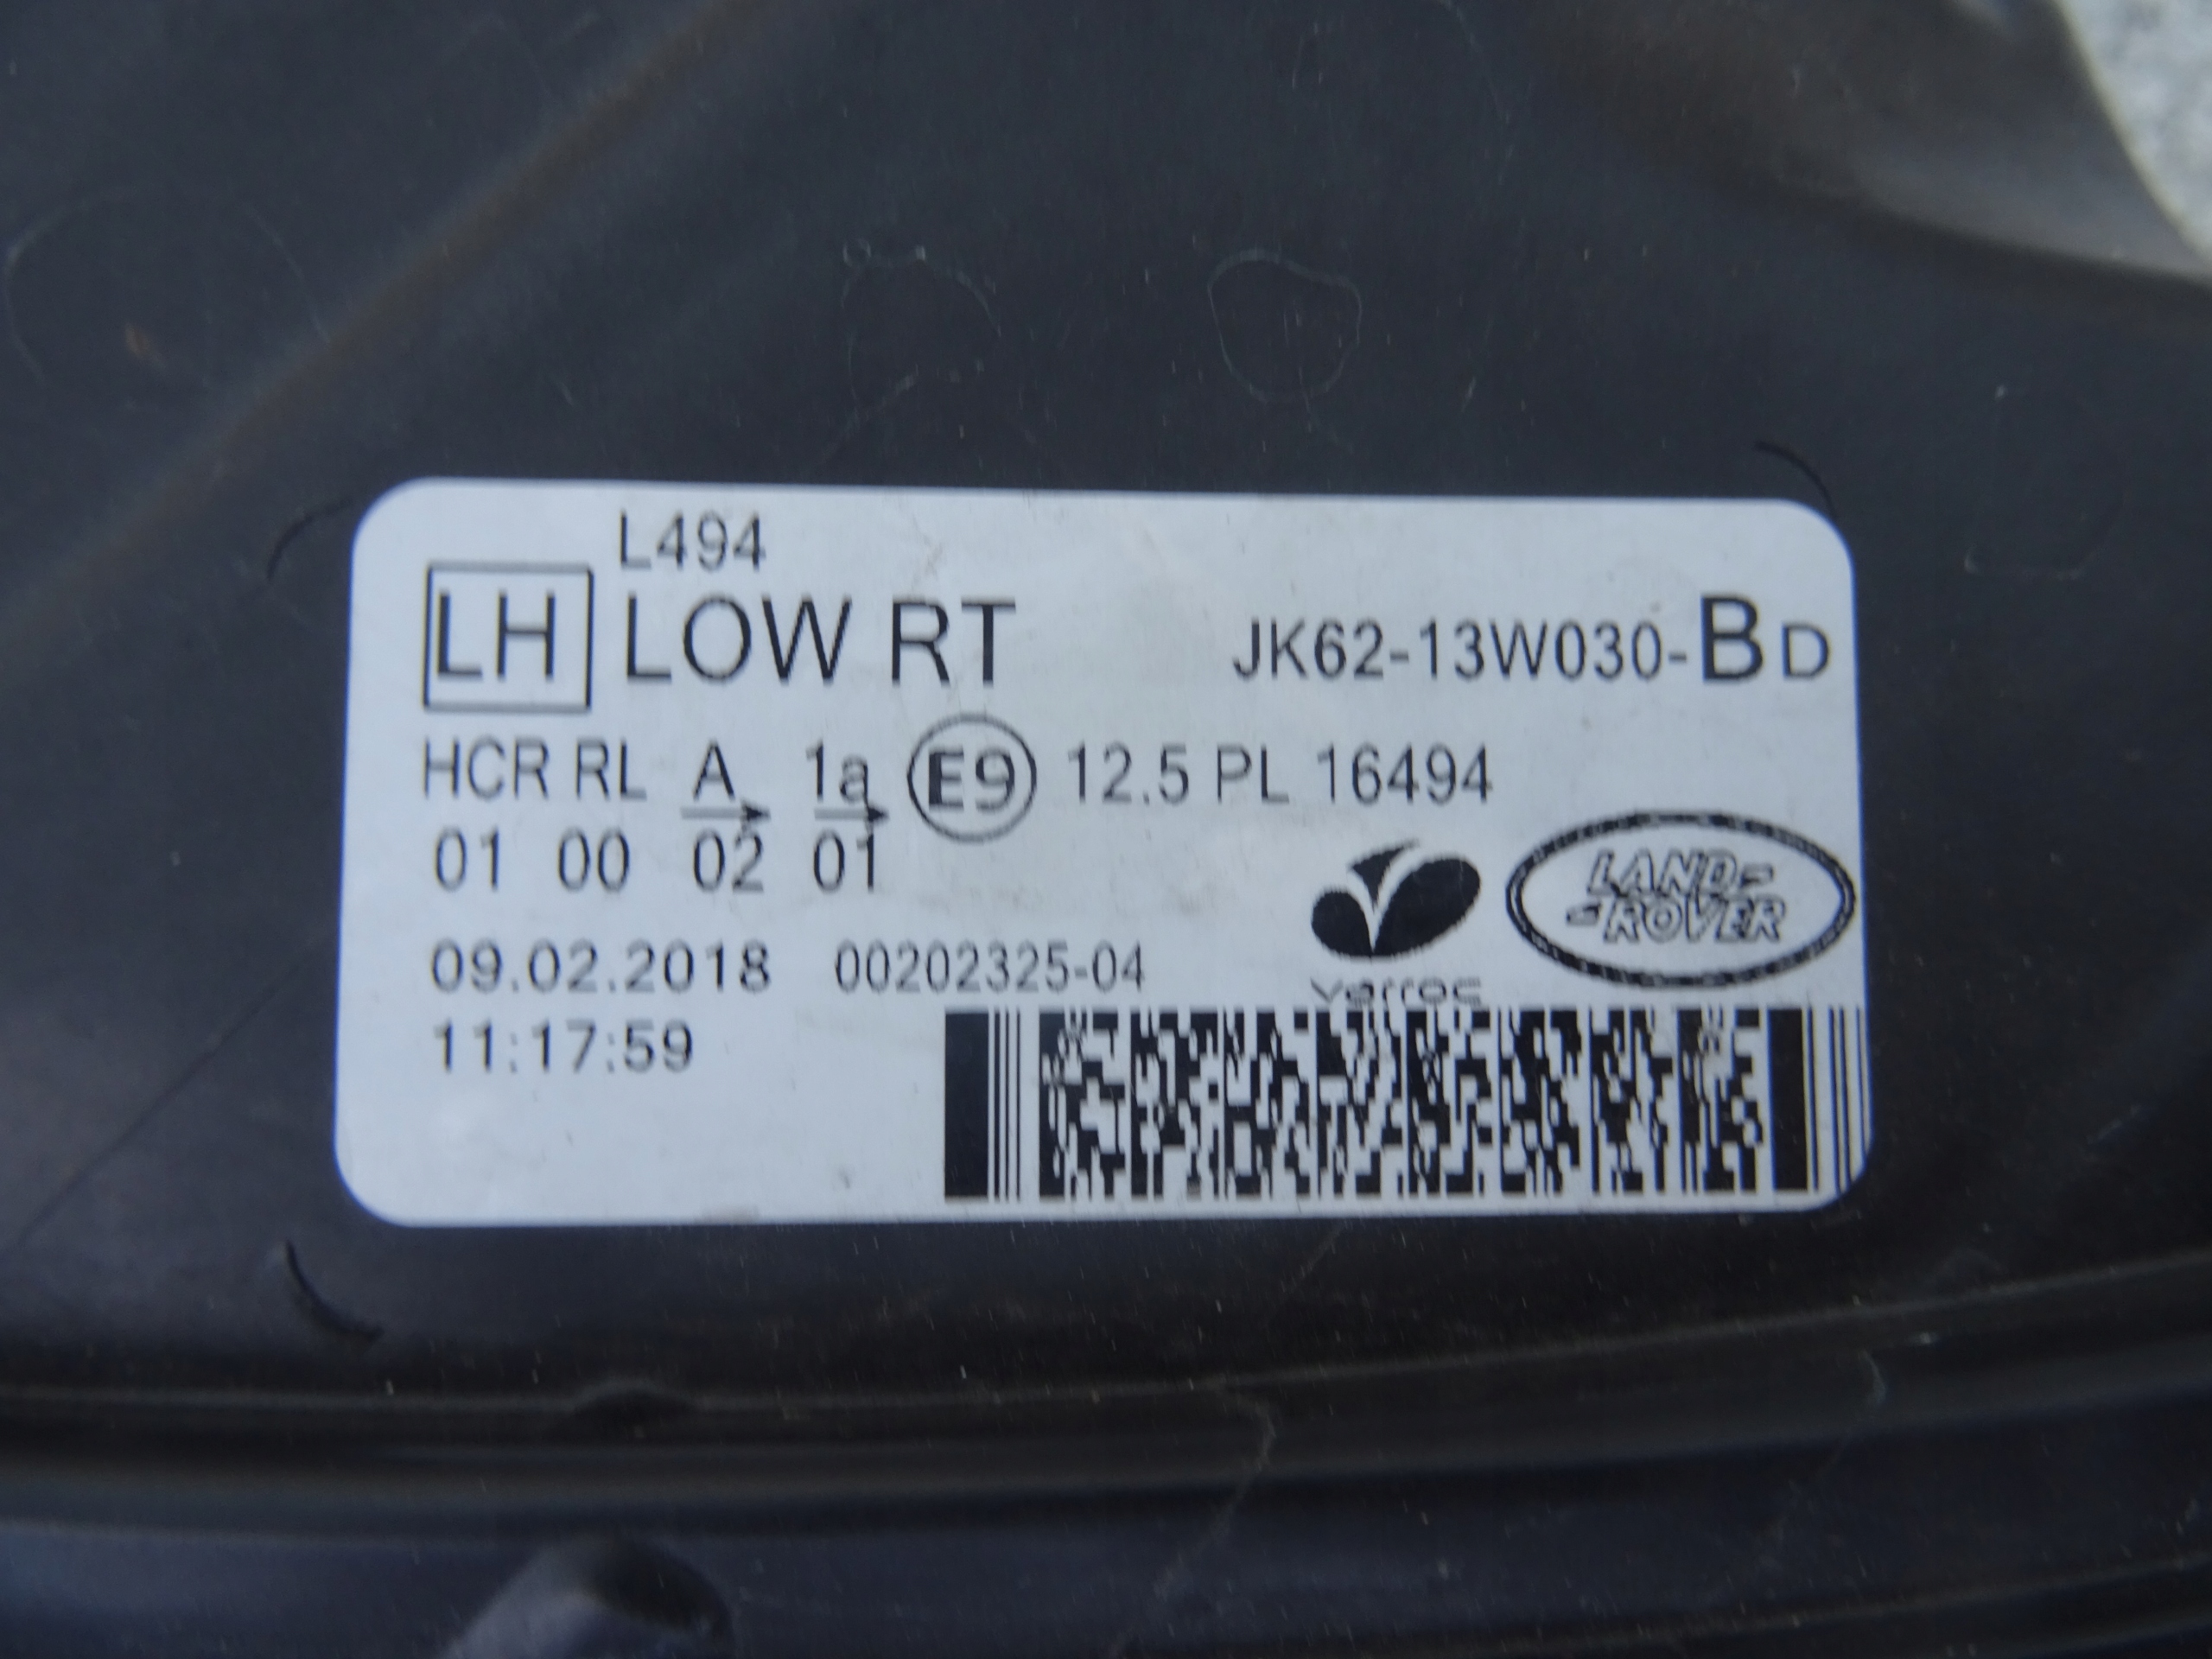 L494
LH LOW RT JK62-13W030-BD
HCR RL A 1a E9 12.5 PL 16494
01 00 02 01
LAND-
-ROVER
09.02.2018 00202325-04
varroc
11:17:59